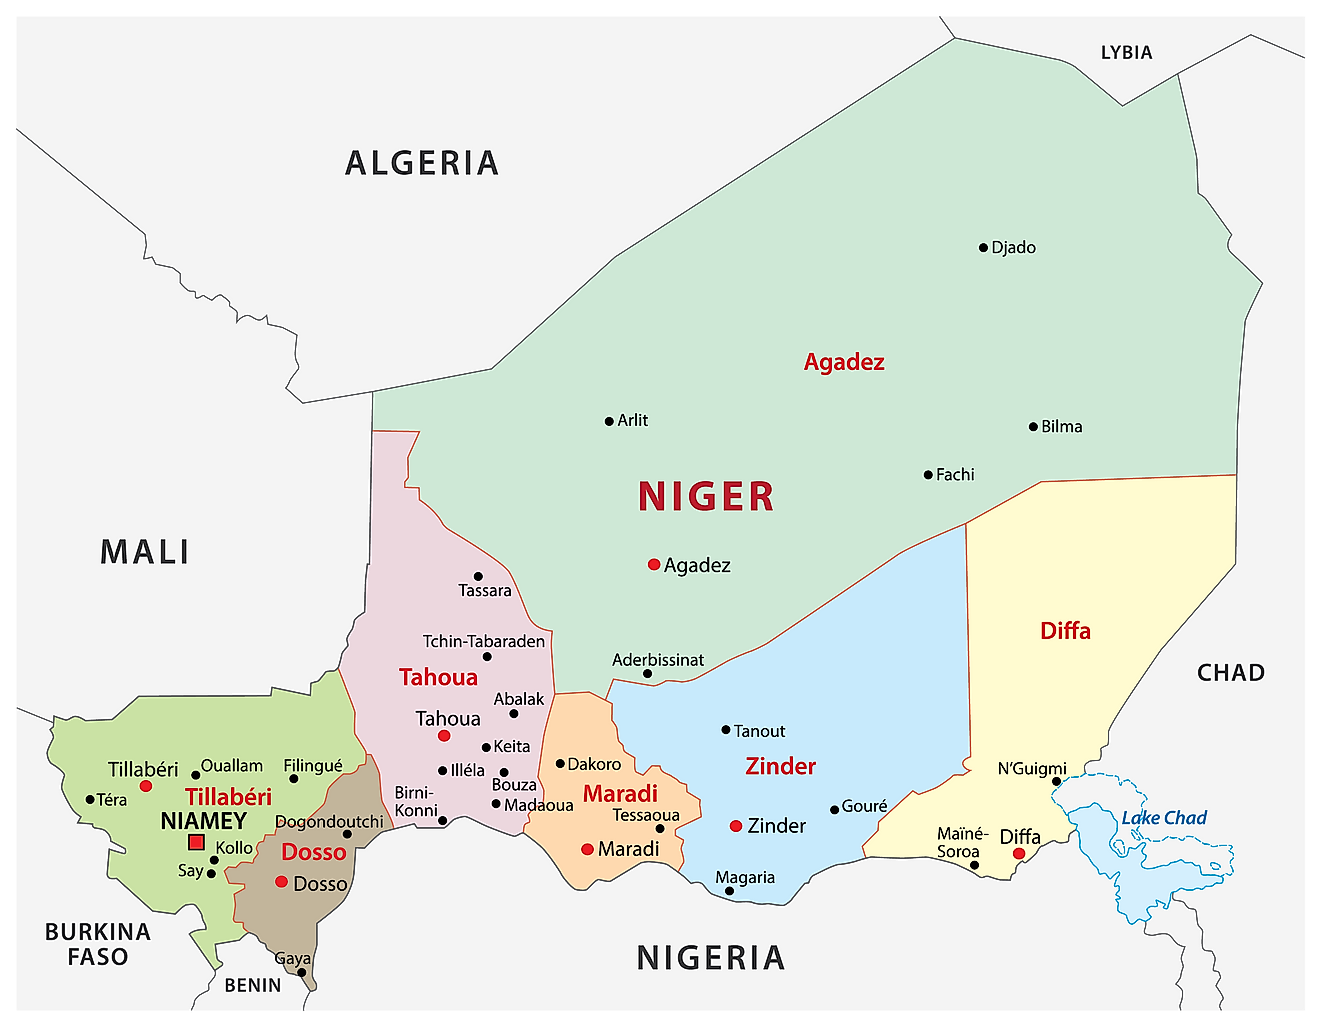 LYBIA
ALGERIA
Djado
Agadez
Arlit
Bilma
Fachi
NIGER
MALI
Agadez
Tassara
Diffa
Tchin-Tabaraden
Aderbissinat
CHAD
Tahoua
Abalak
Tahoua
Tanout
Keita
Zinder
Dakoro
Illéla
Bouza
N'Guigmi
Tillabéri
Ouallam
Filingué
Téra
Tillabéri
Birni-
Konni
Madaoua
Maradi
Tessaoua
Gouré
Lake Chad
NIAMEY
Dogondoutchi
Zinder
Maïné-
Soroa
Diffa
Kollo
Dosso
Maradi
Say
Dosso
Magaria
BURKINA
FASO
Gaya
NIGERIA
BENIN